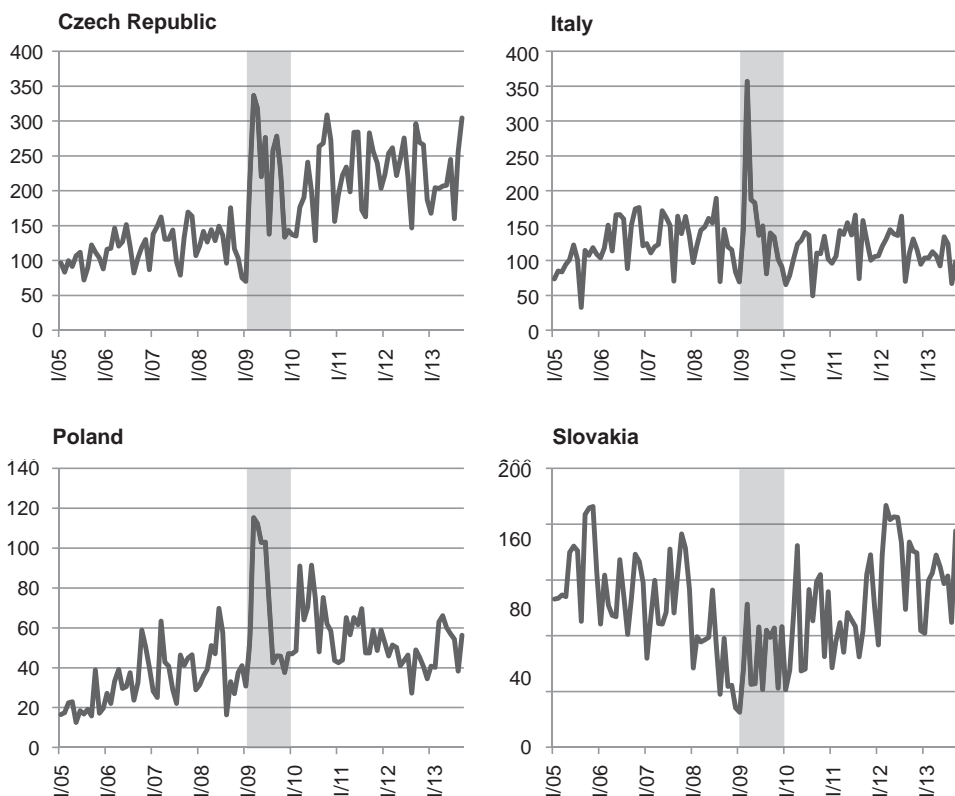 Czech Republic
400
350
300
250
200
150
100
50
0
I/05
I/06
I/07
I/08
I/09
I/10
I/11
I/12
I/13
Italy
400
350
300
250
200
150
100
50
0
I/05
I/06
I/07
I/08
I/09
I/10
I/11
I/12
I/13
Poland
140
120
100
80
60
40
20
0
I/05
I/06
I/07
I/08
I/09
I/10
I/11
I/12
I/13
Slovakia
200
160
80
40
0
I/05
I/06
I/07
I/08
I/09
I/10
I/11
I/12
I/13